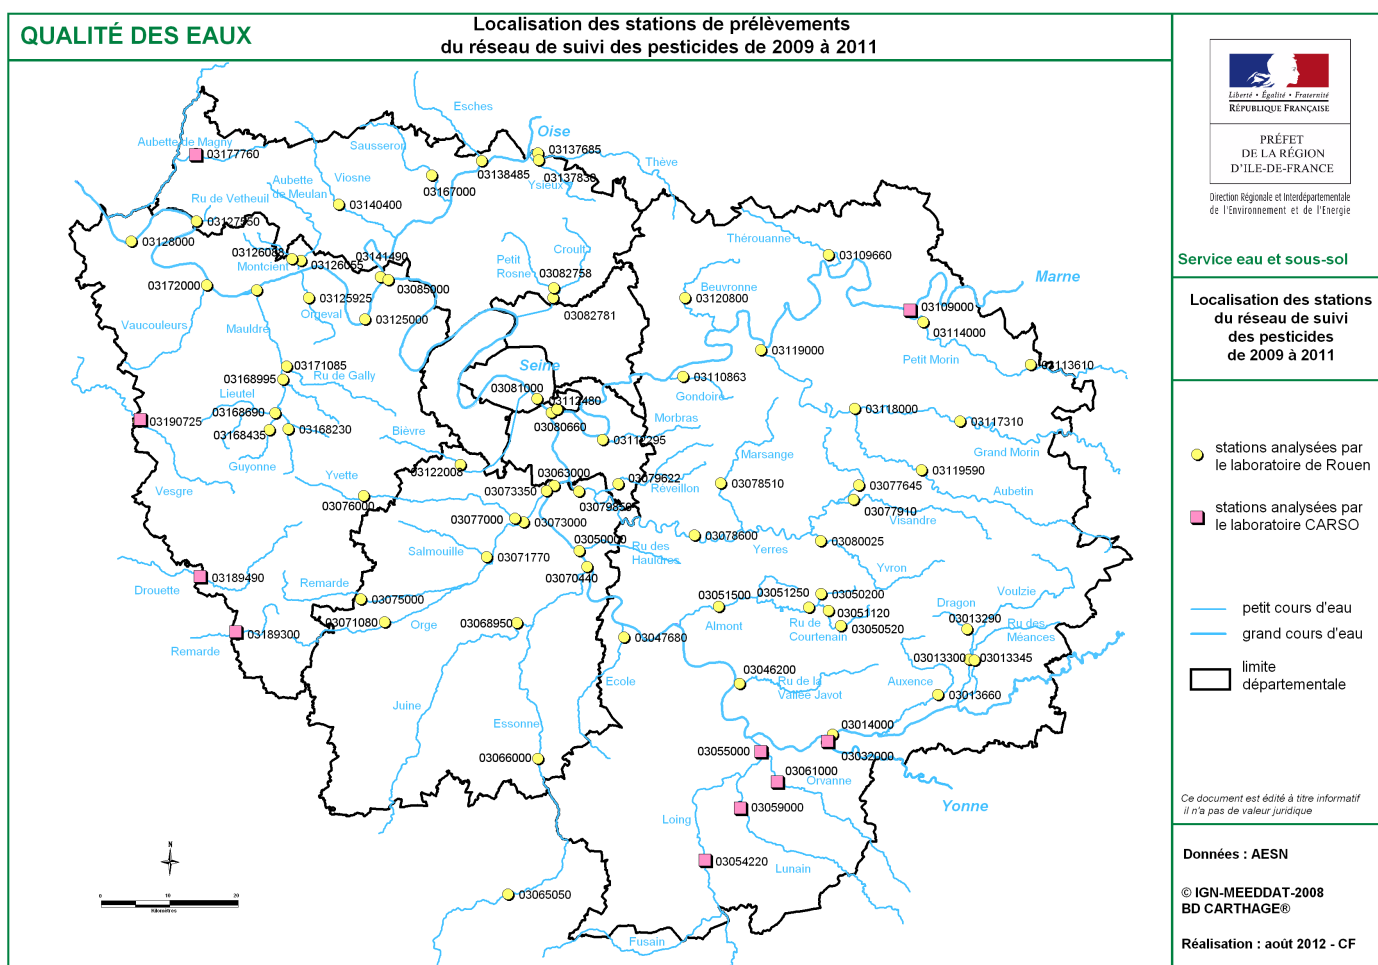 QUALITÉ DES EAUX
Localisation des stations de prélèvements
du réseau de suivi des pesticides de 2009 à 2011
Liberté • Égalité • Fraternité
RÉPUBLIQUE FRANÇAISE
PRÉFET
DE LA RÉGION
D'ILE-DE-FRANCE
Direction Régionale et Interdépartementale
de l'Environnement et de l'Energie
Service eau et sous-sol
Localisation des stations
du réseau de suivi
des pesticides
de 2009 à 2011
stations analysées par
le laboratoire de Rouen
stations analysées par
le laboratoire CARSO
petit cours d'eau
grand cours d'eau
limite
départementale
Ce document est édité à titre informatif
il n'a pas de valeur juridique
Données : AESN
© IGN-MEEDDAT-2008
BD CARTHAGE®
Réalisation : août 2012 - CF
Esches
Oise
Aubette de Magny
03177760
Sausseron
03137685
03138485
03137830
Ysieux
Thève
03167000
Aubette
de Meulan
Viosne
Ru de Vetheuil
03127550
03140400
03128000
03126088
03126055
Montcient
03141490
03085000
03172000
03125925
Orgeval
03125000
Vaucouleurs
Mauldre
Petit
Rosne
Croult
03082758
03082781
Thérouanne
03109660
Marne
Beuvronne
03120800
03109000
03114000
Petit Morin
03113610
03119000
03171085
03168995
Ru de Gally
Lieutel
03168690
03190725
03168435
03168230
Guyonne
Vesgre
Bièvre
Seine
03081000
03112480
03080660
03110863
Gondoire
Morbras
03112295
03118000
03117310
Grand Morin
03119590
Aubetin
Marsange
03122008
Yvette
03076000
03063000
03073350
03079622
Réveillon
03079850
03078510
03077645
03077910
Visandre
03077000
03073000
03050000
Ru des
Hauldres
03078600
Yerres
03080025
Yvron
Salmouille
03071770
03070440
Drouette
03189490
Remarde
03075000
03071080
Orge
03068950
03189300
Remarde
03051500
03051250
03050200
03051120
03050520
Almont
Ru de
Courtenain
Voulzie
Dragon
03013290
Ru des
Méances
03013300
03013345
03047680
03046200
Ru de la
Vallée Javot
Auxence
03013660
Ecole
Juine
Essonne
03014000
03032000
03055000
03061000
Orvanne
Yonne
03066000
03059000
Loing
03054220
Lunain
03065050
Fusain
0
10
20
Kilomètres